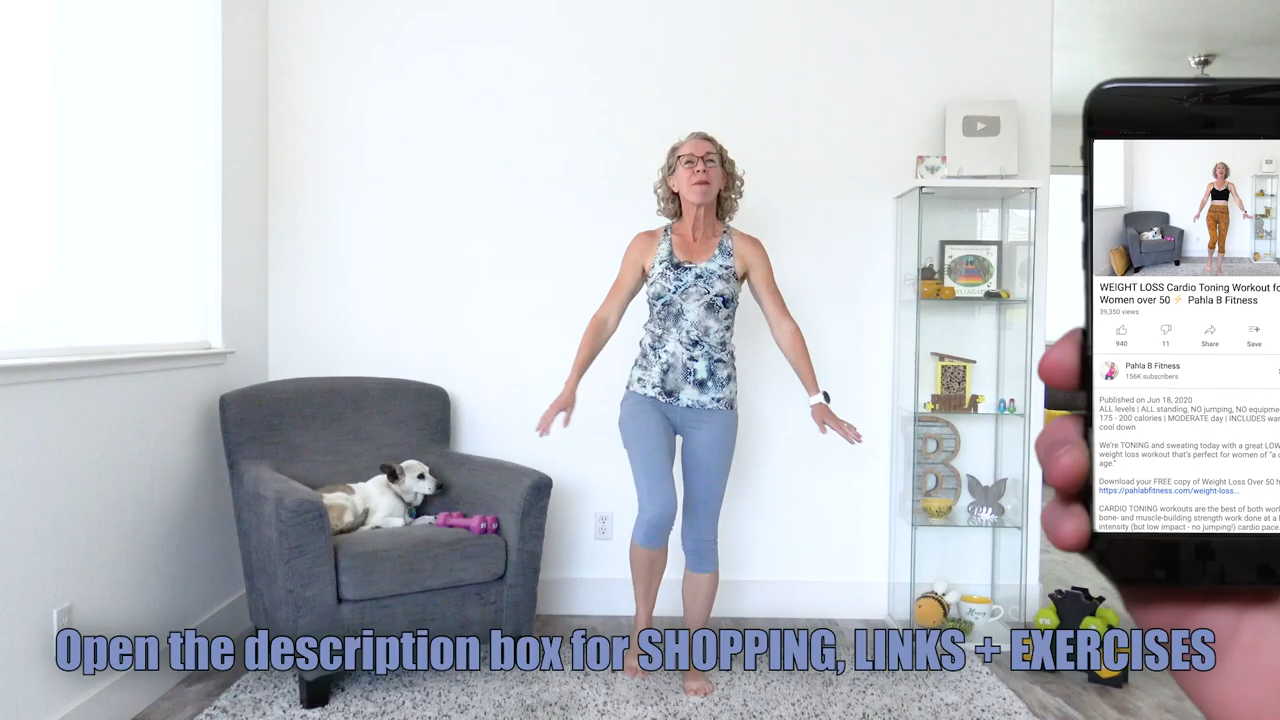 WEIGHT LOSS Cardio Toning Workout fo
Women over 50 ⚡ Pahla B Fitness
39,350 views
940
11
Share
Save
Pahla B Fitness
156K subscribers
Published on Jun 18, 2020
ALL levels | ALL standing, NO jumping, NO equipme
175 - 200 calories | MODERATE day | INCLUDES war
cool down
We're TONING and sweating today with a great LOW
weight loss workout that's perfect for women of "a c
age."
Download your FREE copy of Weight Loss Over 50 h
https://pahlabfitness.com/weight-loss...
CARDIO TONING workouts are the best of both worl
bone- and muscle-building strength work done at a h
intensity (but low impact - no jumping!) cardio pace.
B
Honey
Open the description box for SHOPPING, LINKS + EXERCISES